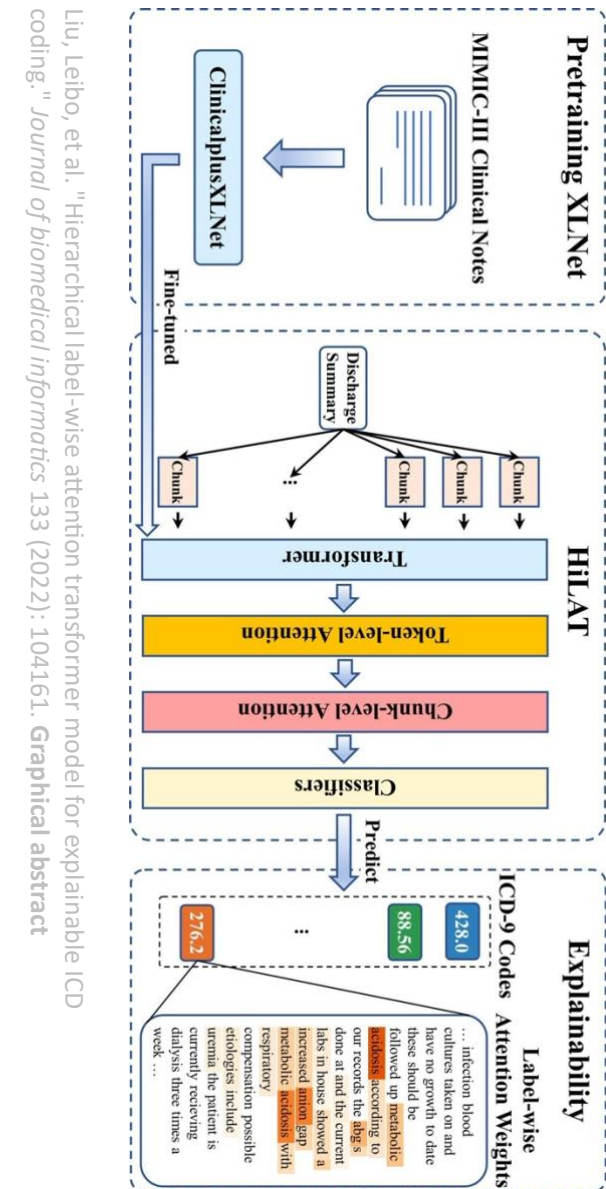 Pretraining XLNet
MIMIC-III Clinical Notes
ClinicalplusXLNet
Fine-tuned
HiLAT
Discharge
Summary
Chunk
Chunk
Chunk
...
Chunk
Transformer
Token-level Attention
Chunk-level Attention
Classifiers
Predict
Explainability
ICD-9 Codes
428.0
88.56
...
276.2
Label-wise
Attention Weights
... infection blood
cultures taken on and
have no growth to date
these should be
followed up metabolic
acidosis according to
our records the abg s
done at and the current
labs in house showed a
increased anion gap
metabolic acidosis with
respiratory
compensation possible
etiologies include
uremia the patient is
currently recieving
dialysis three times a
week ...
Liu, Leibo, et al. "Hierarchical label-wise attention transformer model for explainable ICD
coding." Journal of biomedical informatics 133 (2022): 104161. Graphical abstract